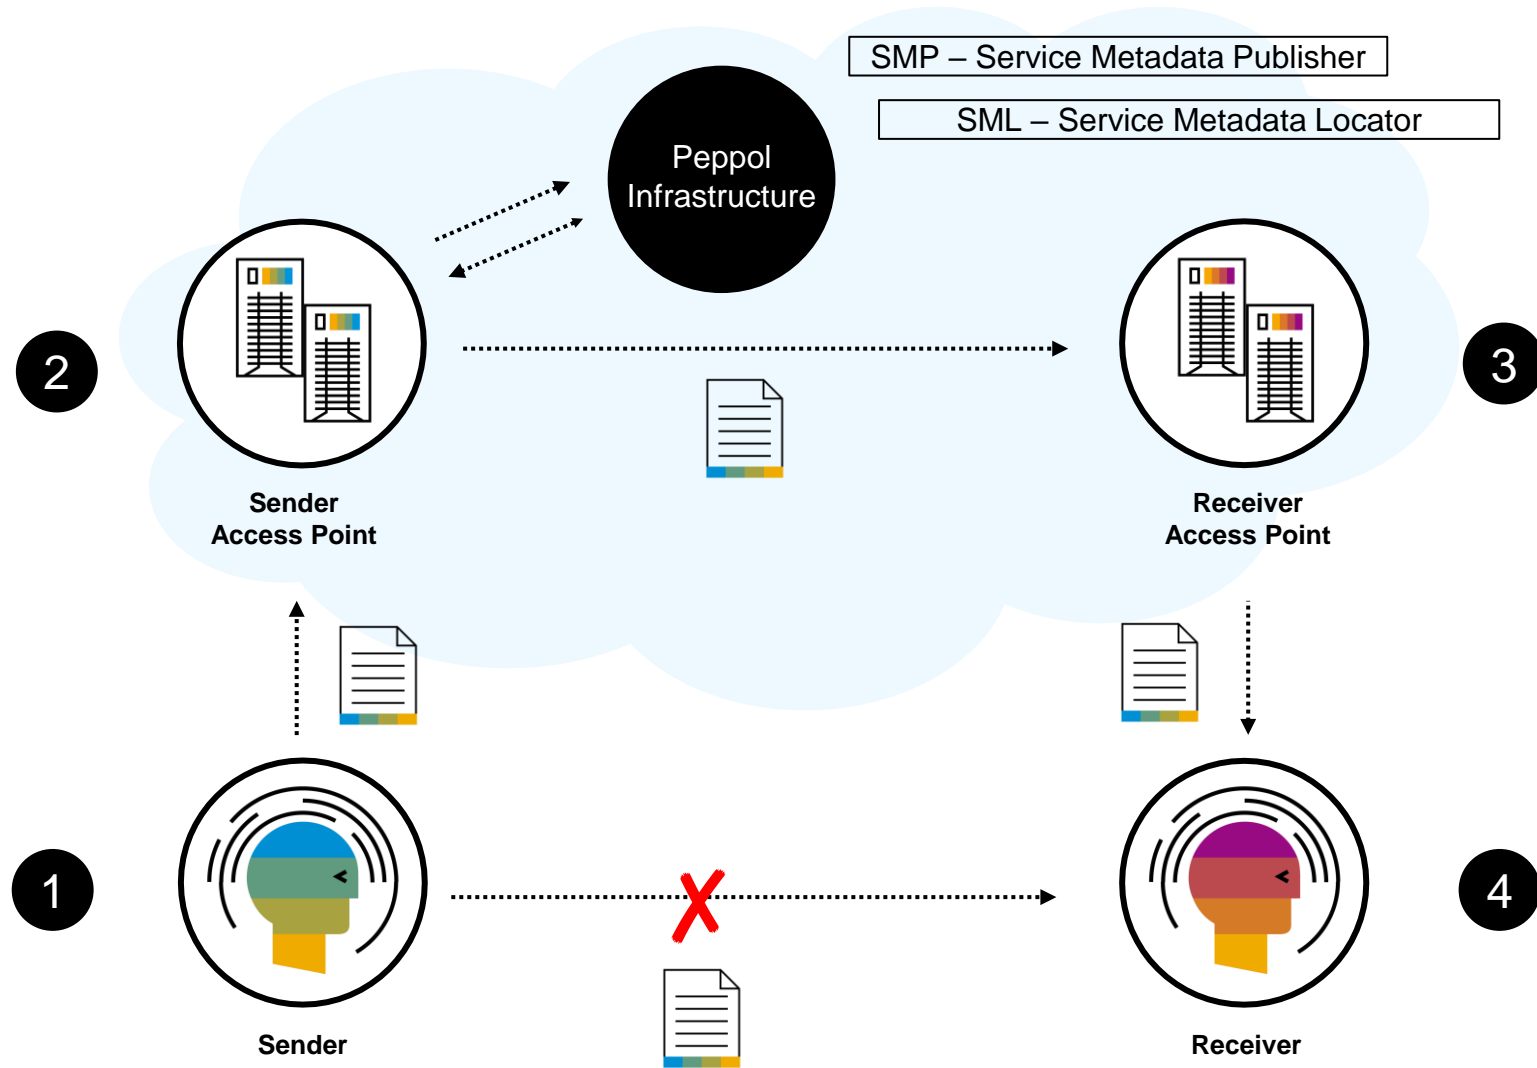 SMP – Service Metadata Publisher
SML – Service Metadata Locator
Peppol
Infrastructure
2
3
Sender
Access Point
Receiver
Access Point
1
4
Sender
Receiver